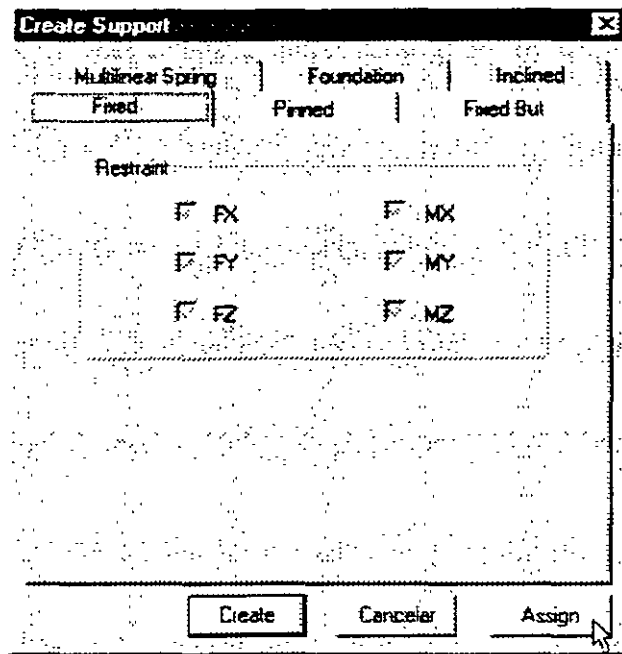 Create Support
Multilinear Spring Foundation Inclined
Fixed Pinned Fixed But
Restraint
FX MX
FY MY
FZ MZ
Create Cancelar Assign